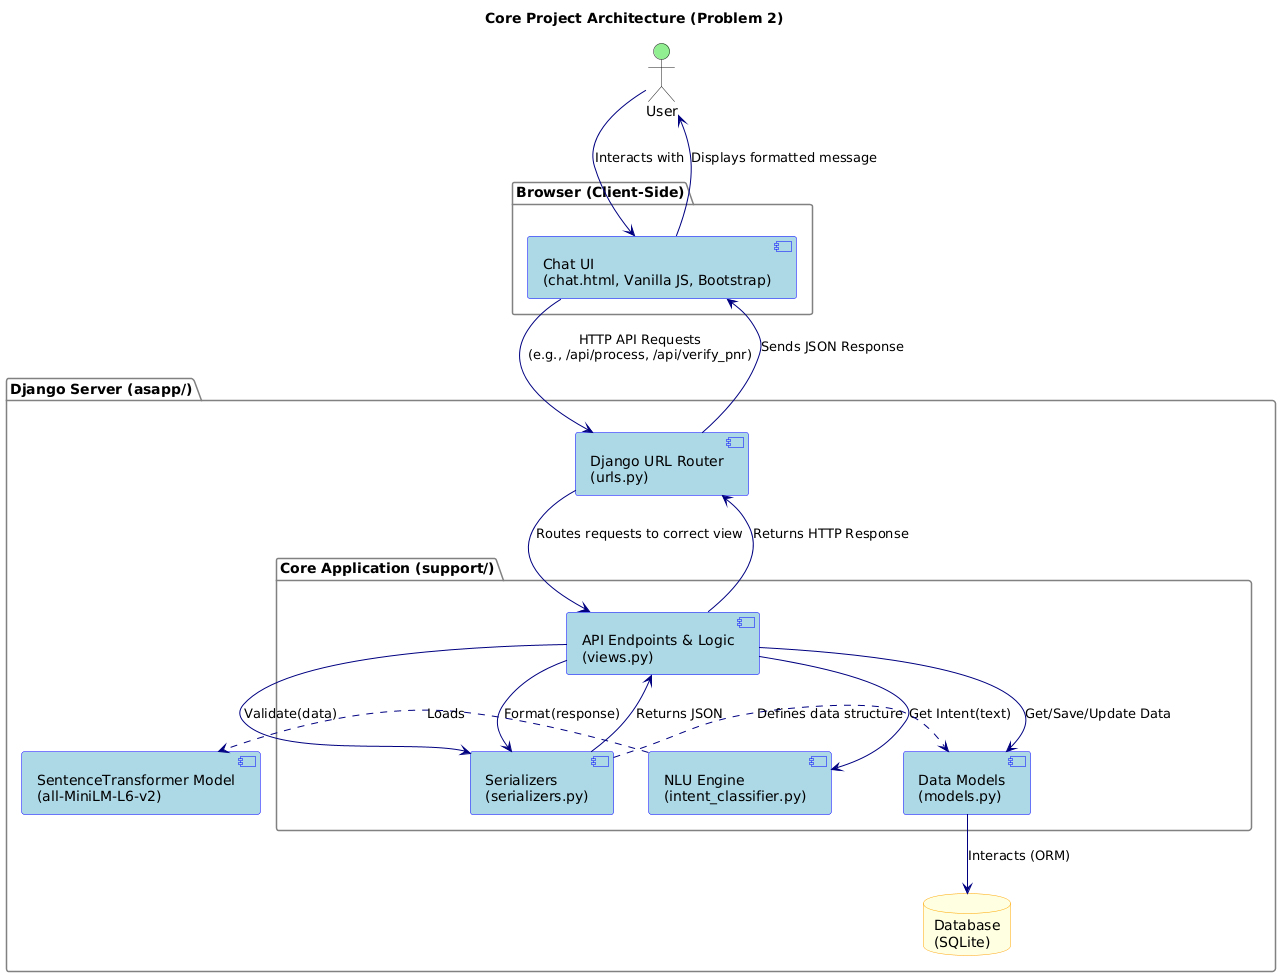 Core Project Architecture (Problem 2)
User
Interacts with
Displays formatted message
Browser (Client-Side)
Chat UI
(chat.html, Vanilla JS, Bootstrap)
HTTP API Requests
(e.g., /api/process, /api/verify_pnr)
Sends JSON Response
Django Server (asapp/)
Django URL Router
(urls.py)
Routes requests to correct view
Returns HTTP Response
Core Application (support/)
API Endpoints & Logic
(views.py)
Validate(data)
Loads
Format(response)
Returns JSON
Defines data structure
Get Intent(text)
Get/Save/Update Data
SentenceTransformer Model
(all-MiniLM-L6-v2)
Serializers
(serializers.py)
NLU Engine
(intent_classifier.py)
Data Models
(models.py)
Interacts (ORM)
Database
(SQLite)